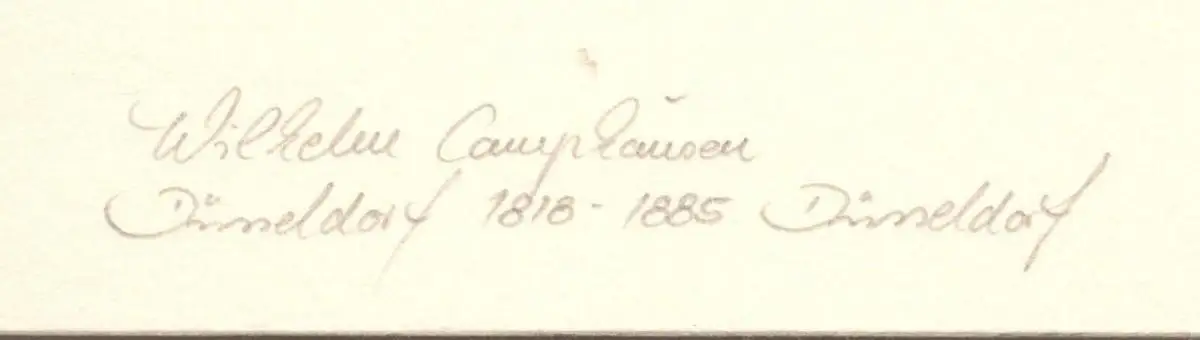 Wilhelm Camphausen
Düsseldorf 1818 - 1885 Düsseldorf